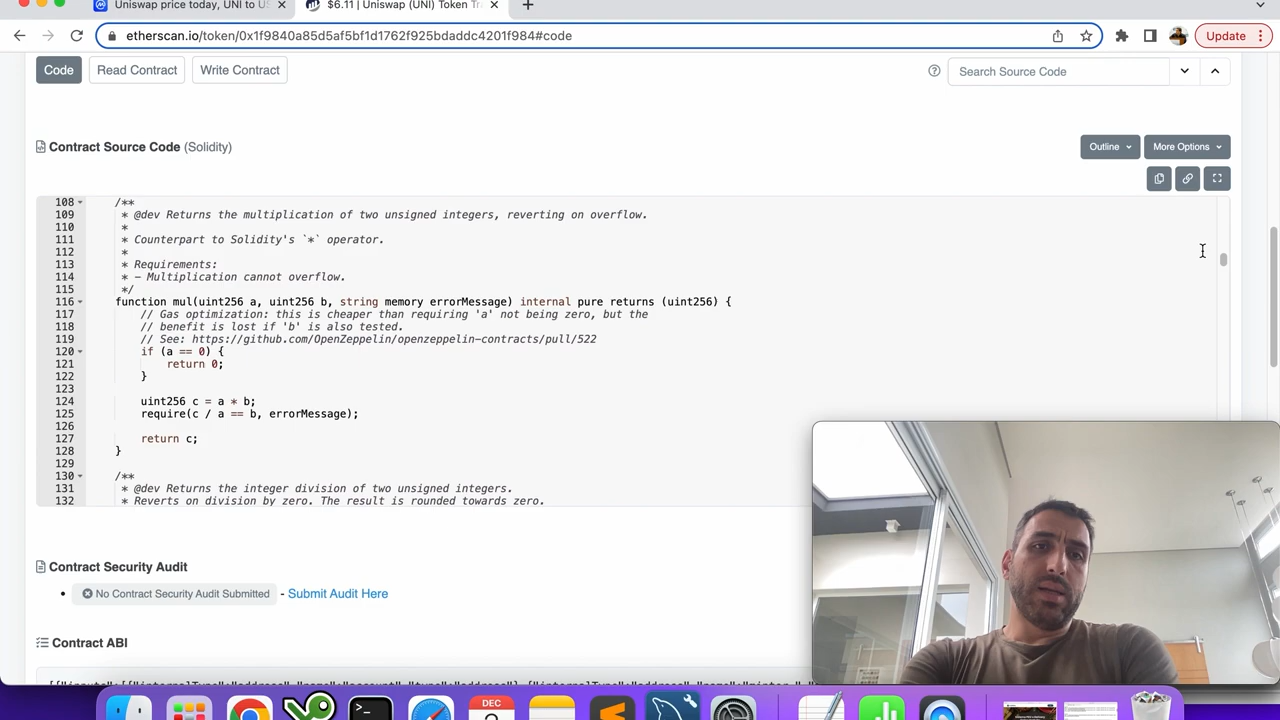 Uniswap price today, UNI to US
$6.11 | Uniswap (UNI) Token Tr
etherscan.io/token/0x1f9840a85d5af5bf1d1762f925bdaddc4201f984#code
Update
Code
Read Contract
Write Contract
Search Source Code
Contract Source Code (Solidity)
Outline
More Options
108 /**
109 * @dev Returns the multiplication of two unsigned integers, reverting on overflow.
110 *
111 * Counterpart to Solidity's `*` operator.
112 *
113 * Requirements:
114 * - Multiplication cannot overflow.
115 */
116 function mul(uint256 a, uint256 b, string memory errorMessage) internal pure returns (uint256) {
117 // Gas optimization: this is cheaper than requiring 'a' not being zero, but the
118 // benefit is lost if 'b' is also tested.
119 // See: https://github.com/OpenZeppelin/openzeppelin-contracts/pull/522
120 if (a == 0) {
121 return 0;
122 }
123
124 uint256 c = a * b;
125 require(c / a == b, errorMessage);
126
127 return c;
128 }
129
130 /**
131 * @dev Returns the integer division of two unsigned integers.
132 * Reverts on division by zero. The result is rounded towards zero.
Contract Security Audit
No Contract Security Audit Submitted - Submit Audit Here
Contract ABI
DEC